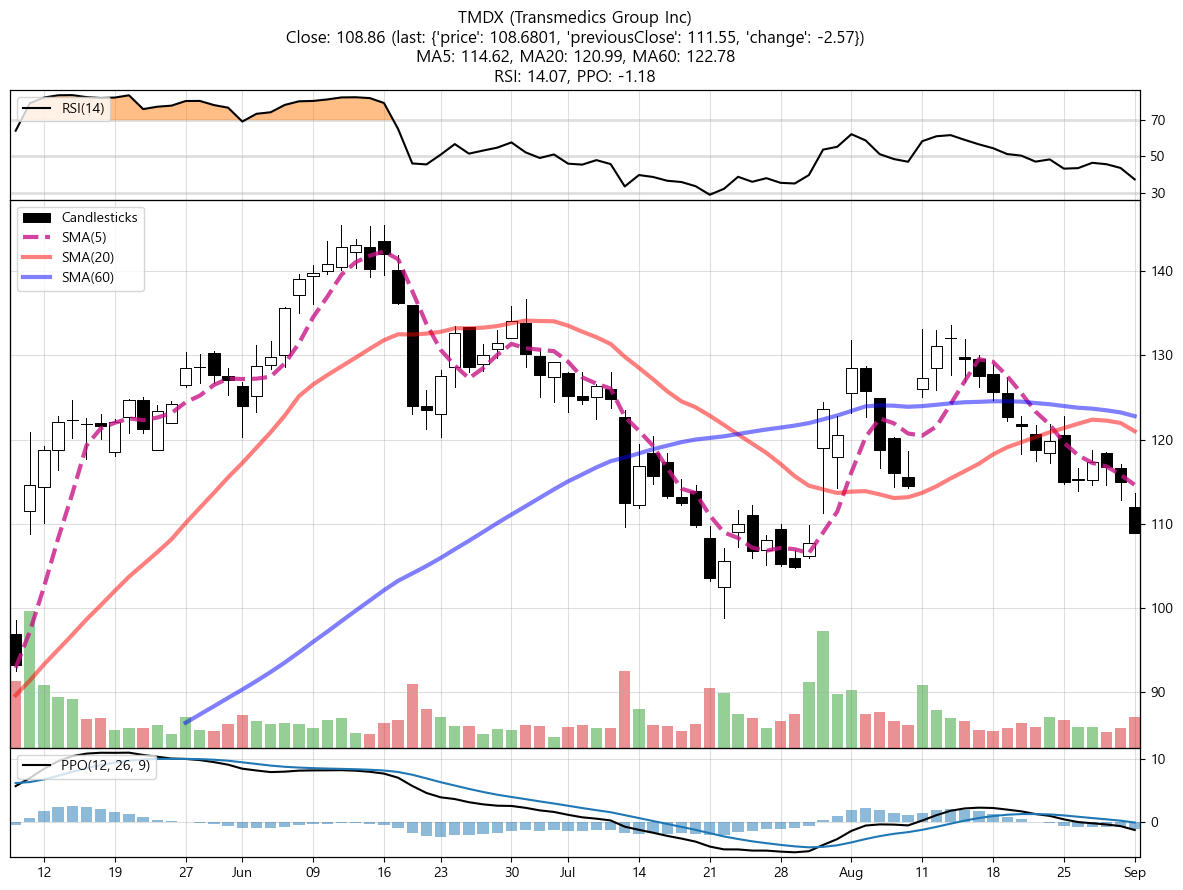 TMDX (Transmedics Group Inc)
Close: 108.86 (last: {'price': 108.6801, 'previousClose': 111.55, 'change': -2.57})
MA5: 114.62, MA20: 120.99, MA60: 122.78
RSI: 14.07, PPO: -1.18
RSI(14)
70
50
30
Candlesticks
SMA(5)
SMA(20)
SMA(60)
140
130
120
110
100
90
PPO(12, 26, 9)
10
0
12 19 27 Jun 09 16 23 30 Jul 14 21 28 Aug 11 18 25 Sep